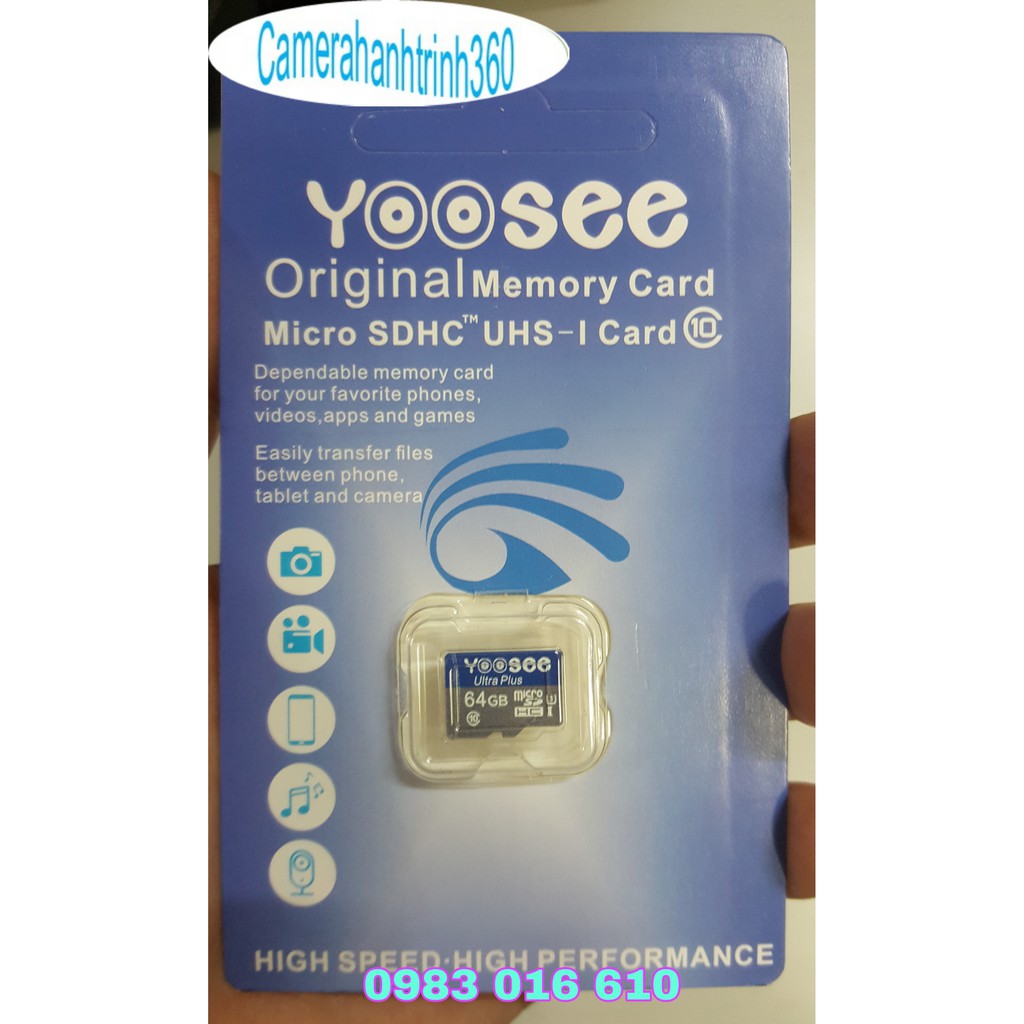 Camerahanhtrinh360
YOOSEE
Original Memory Card
Micro SDHC™ UHS-I Card 10
Dependable memory card
for your favorite phones,
videos,apps and games
Easily transfer files
between phone,
tablet and camera
YOOSEE
Ultra Plus
64GB micro SD HC I 1
10
HIGH SPEED·HIGH PERFORMANCE
0983 016 610